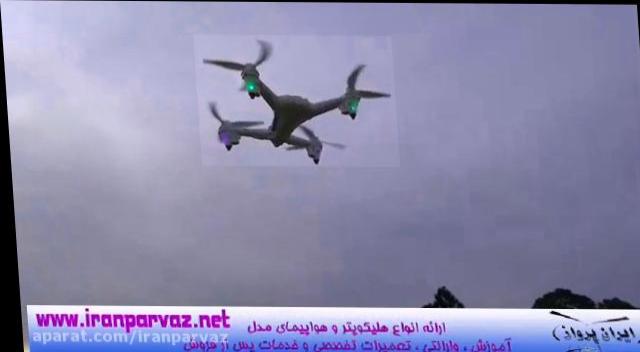 www.iranparvaz.net
ارائه انواع هلیکوپتر و هواپیمای مدل
ایران پرواز
aparat.com/iranparvaz
آموزش ، وارانتی ، تعمیرات تخصصی و خدمات پس از فروش